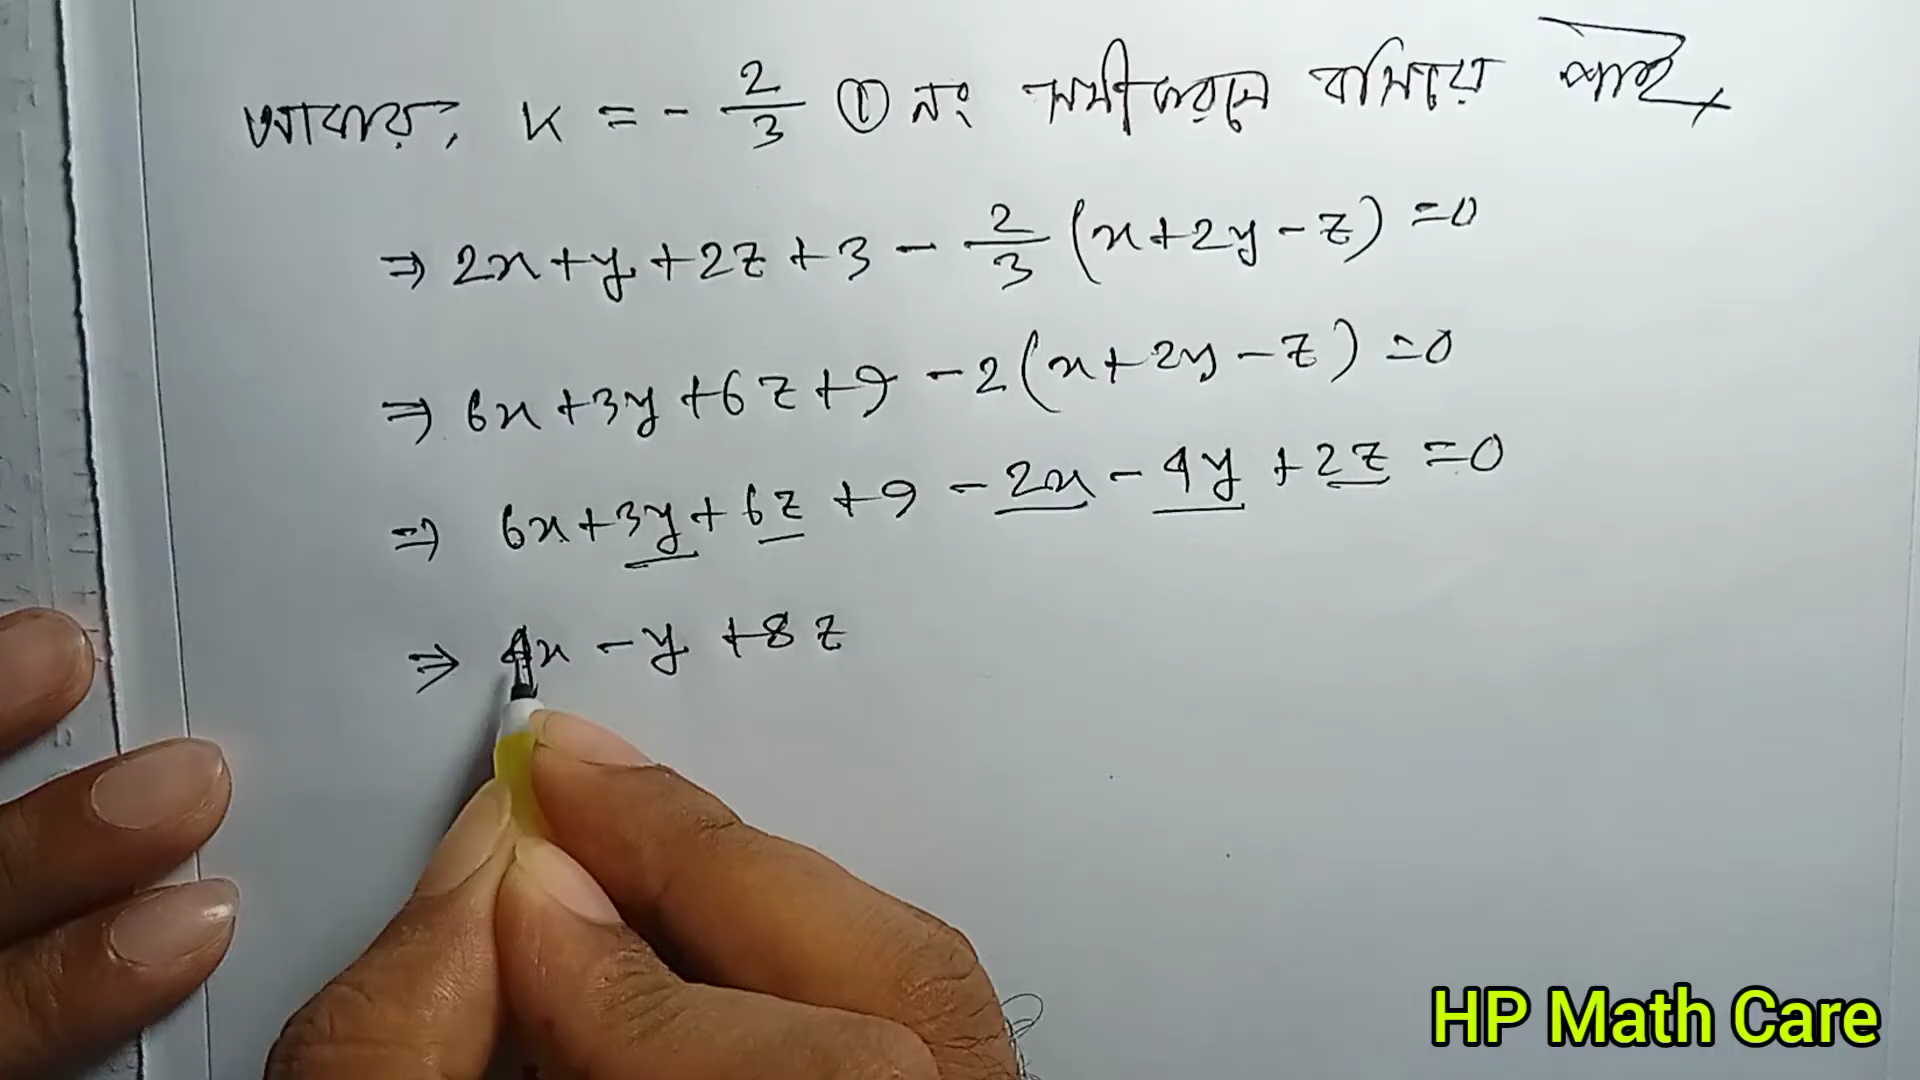 আবার, K = - 2/3 ① নং সমীকরণে বসিয়ে পাই,
⇒ 2x + y + 2z + 3 - 2/3 (x + 2y - z) = 0
⇒ 6x + 3y + 6z + 9 - 2(x + 2y - z) = 0
⇒ 6x + 3y + 6z + 9 - 2x - 4y + 2z = 0
⇒ 4x - y + 8z
HP Math Care